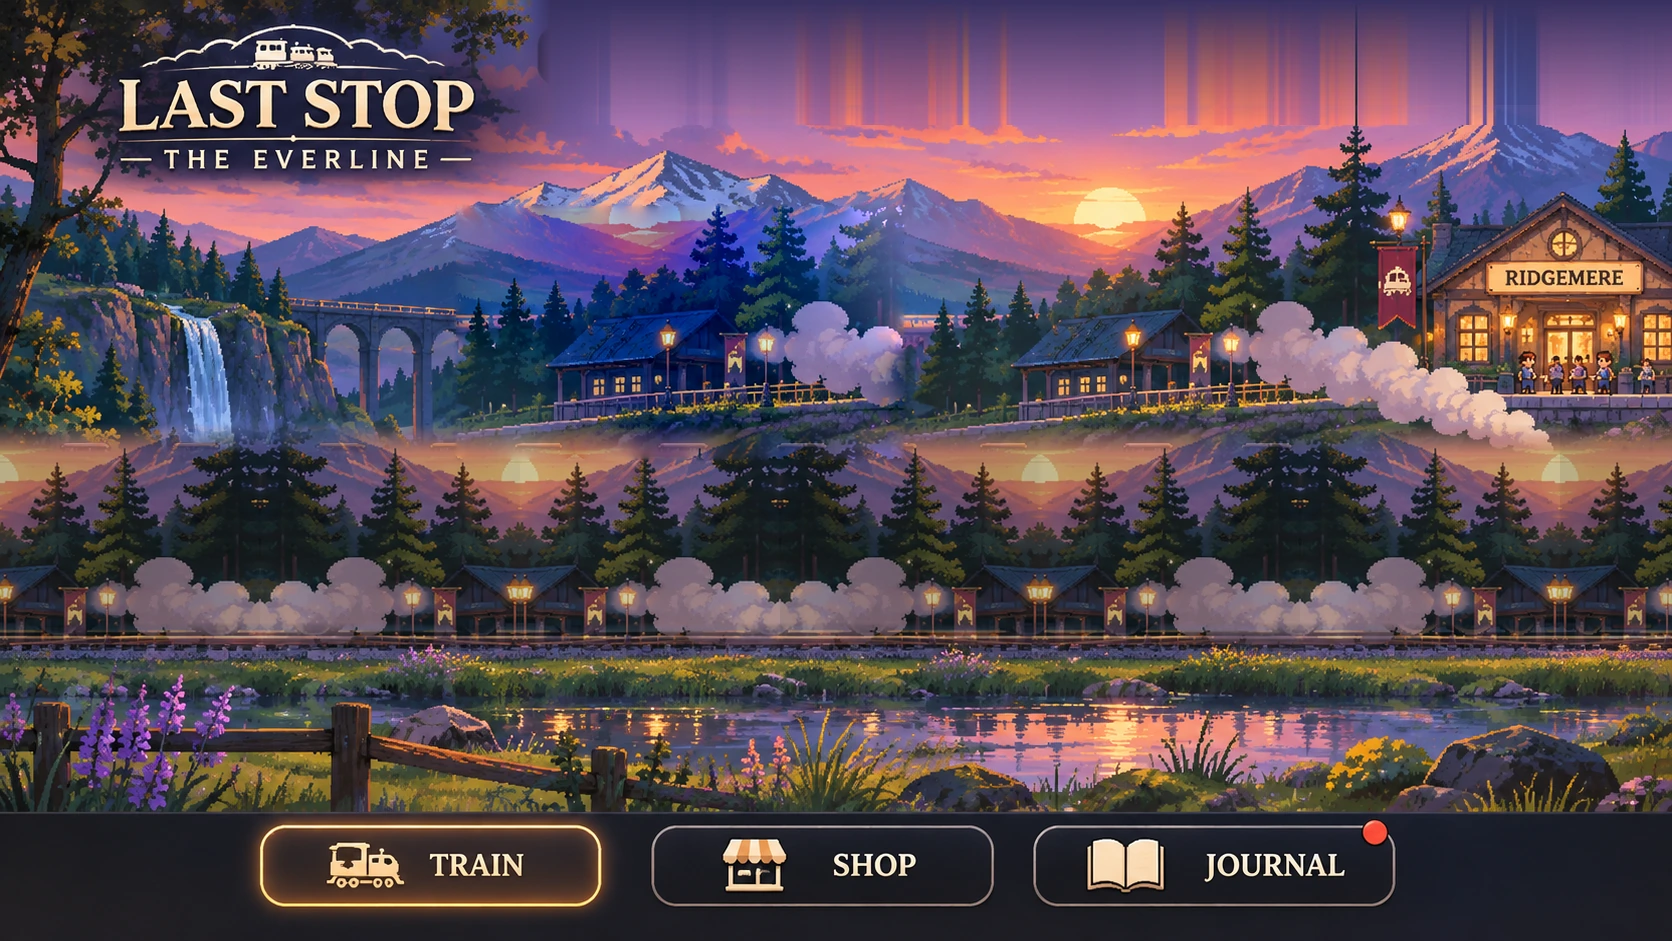 LAST STOP
THE EVERLINE
RIDGEMERE
TRAIN
SHOP
JOURNAL